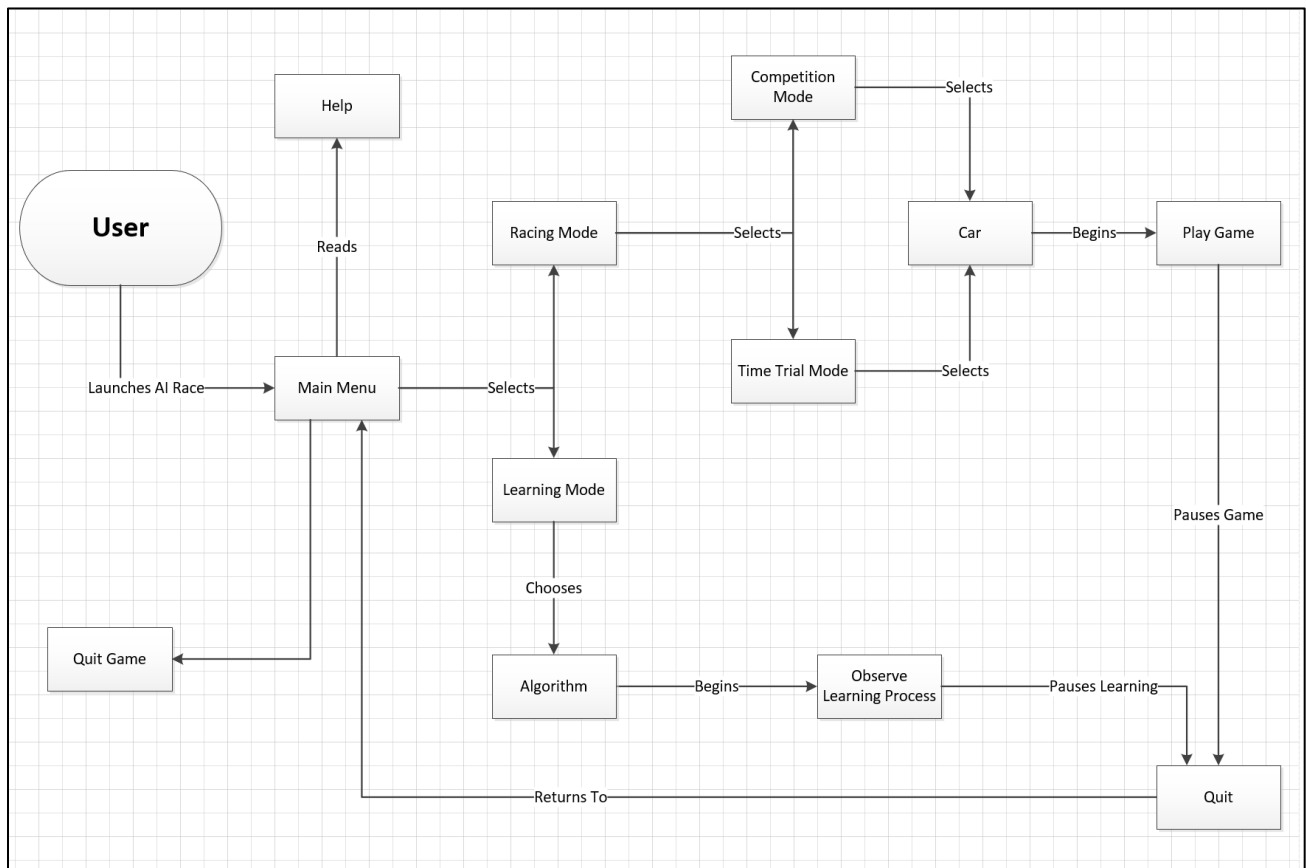 Competition
Mode
Selects
Help
User
Reads
Racing Mode
Selects
Car
Begins
Play Game
Launches AI Race
Main Menu
Selects
Time Trial Mode
Selects
Learning Mode
Pauses Game
Chooses
Quit Game
Algorithm
Begins
Observe
Learning Process
Pauses Learning
Returns To
Quit